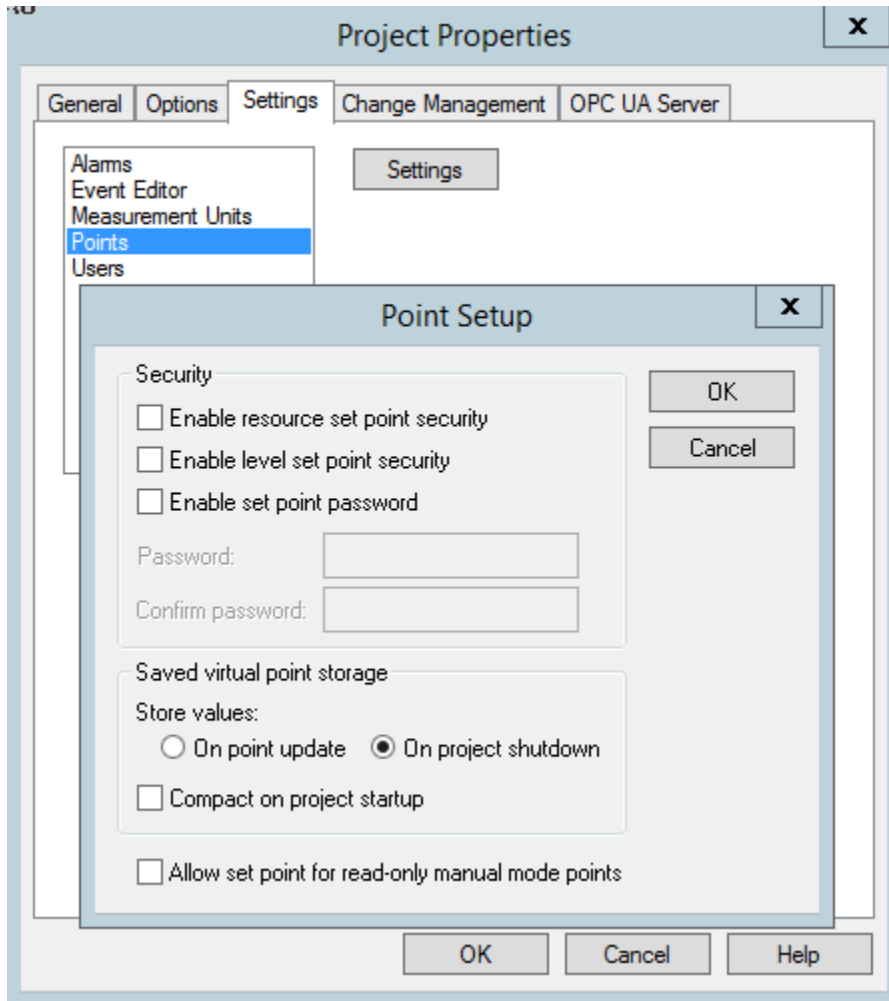 Project Properties
x
General Options Settings Change Management OPC UA Server
Alarms
Event Editor
Measurement Units
Points
Users
Settings
Point Setup
x
Security
Enable resource set point security
Enable level set point security
Enable set point password
Password:
Confirm password:
OK
Cancel
Saved virtual point storage
Store values:
On point update On project shutdown
Compact on project startup
Allow set point for read-only manual mode points
OK Cancel Help